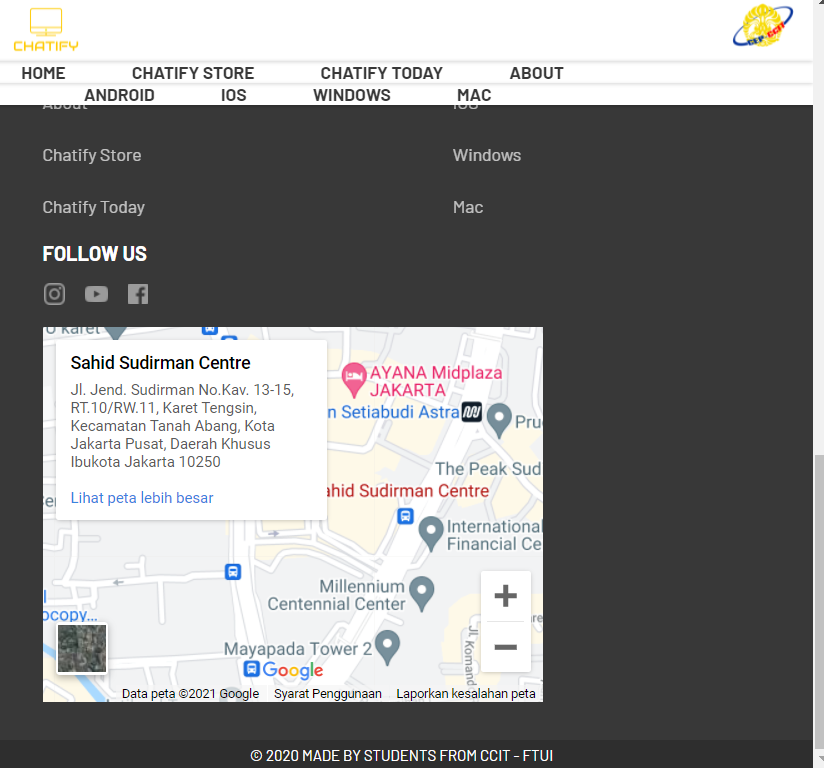 CHATIFY
CEP-CCIT
HOME CHATIFY STORE CHATIFY TODAY ABOUT
ANDROID IOS WINDOWS MAC
About IOS
Chatify Store Windows
Chatify Today Mac
FOLLOW US
U karet
Sahid Sudirman Centre
Jl. Jend. Sudirman No.Kav. 13-15,
RT.10/RW.11, Karet Tengsin,
Kecamatan Tanah Abang, Kota
Jakarta Pusat, Daerah Khusus
Ibukota Jakarta 10250
Lihat peta lebih besar
AYANA Midplaza
JAKARTA
n Setiabudi Astra
Pru
The Peak Sud
ahid Sudirman Centre
International
Financial Ce
Millennium
Centennial Center
ocopy...
Mayapada Tower 2
Jl. Komand
Google
Data peta ©2021 Google Syarat Penggunaan Laporkan kesalahan peta
© 2020 MADE BY STUDENTS FROM CCIT - FTUI